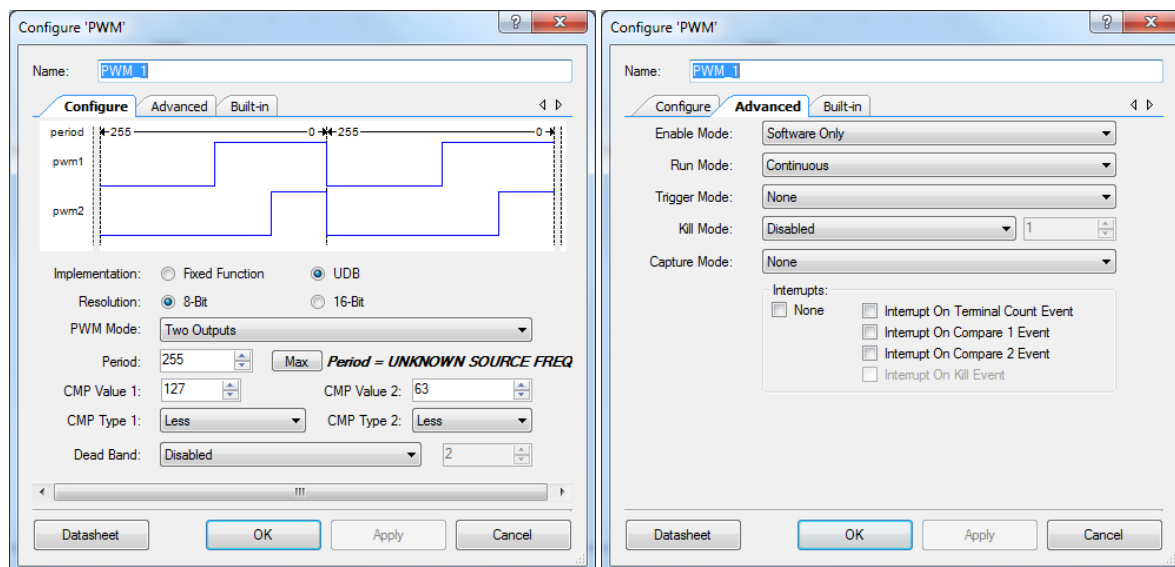 Configure 'PWM'
Name: PWM_1
Configure Advanced Built-in
period 255 0 255 0
pwm1
pwm2
Implementation: Fixed Function UDB
Resolution: 8-Bit 16-Bit
PWM Mode: Two Outputs
Period: 255 Max Period = UNKNOWN SOURCE FREQ
CMP Value 1: 127 CMP Value 2: 63
CMP Type 1: Less CMP Type 2: Less
Dead Band: Disabled 2
Datasheet OK Apply Cancel
Configure 'PWM'
Name: PWM_1
Configure Advanced Built-in
Enable Mode: Software Only
Run Mode: Continuous
Trigger Mode: None
Kill Mode: Disabled 1
Capture Mode: None
Interrupts:
None Interrupt On Terminal Count Event
Interrupt On Compare 1 Event
Interrupt On Compare 2 Event
Interrupt On Kill Event
Datasheet OK Apply Cancel